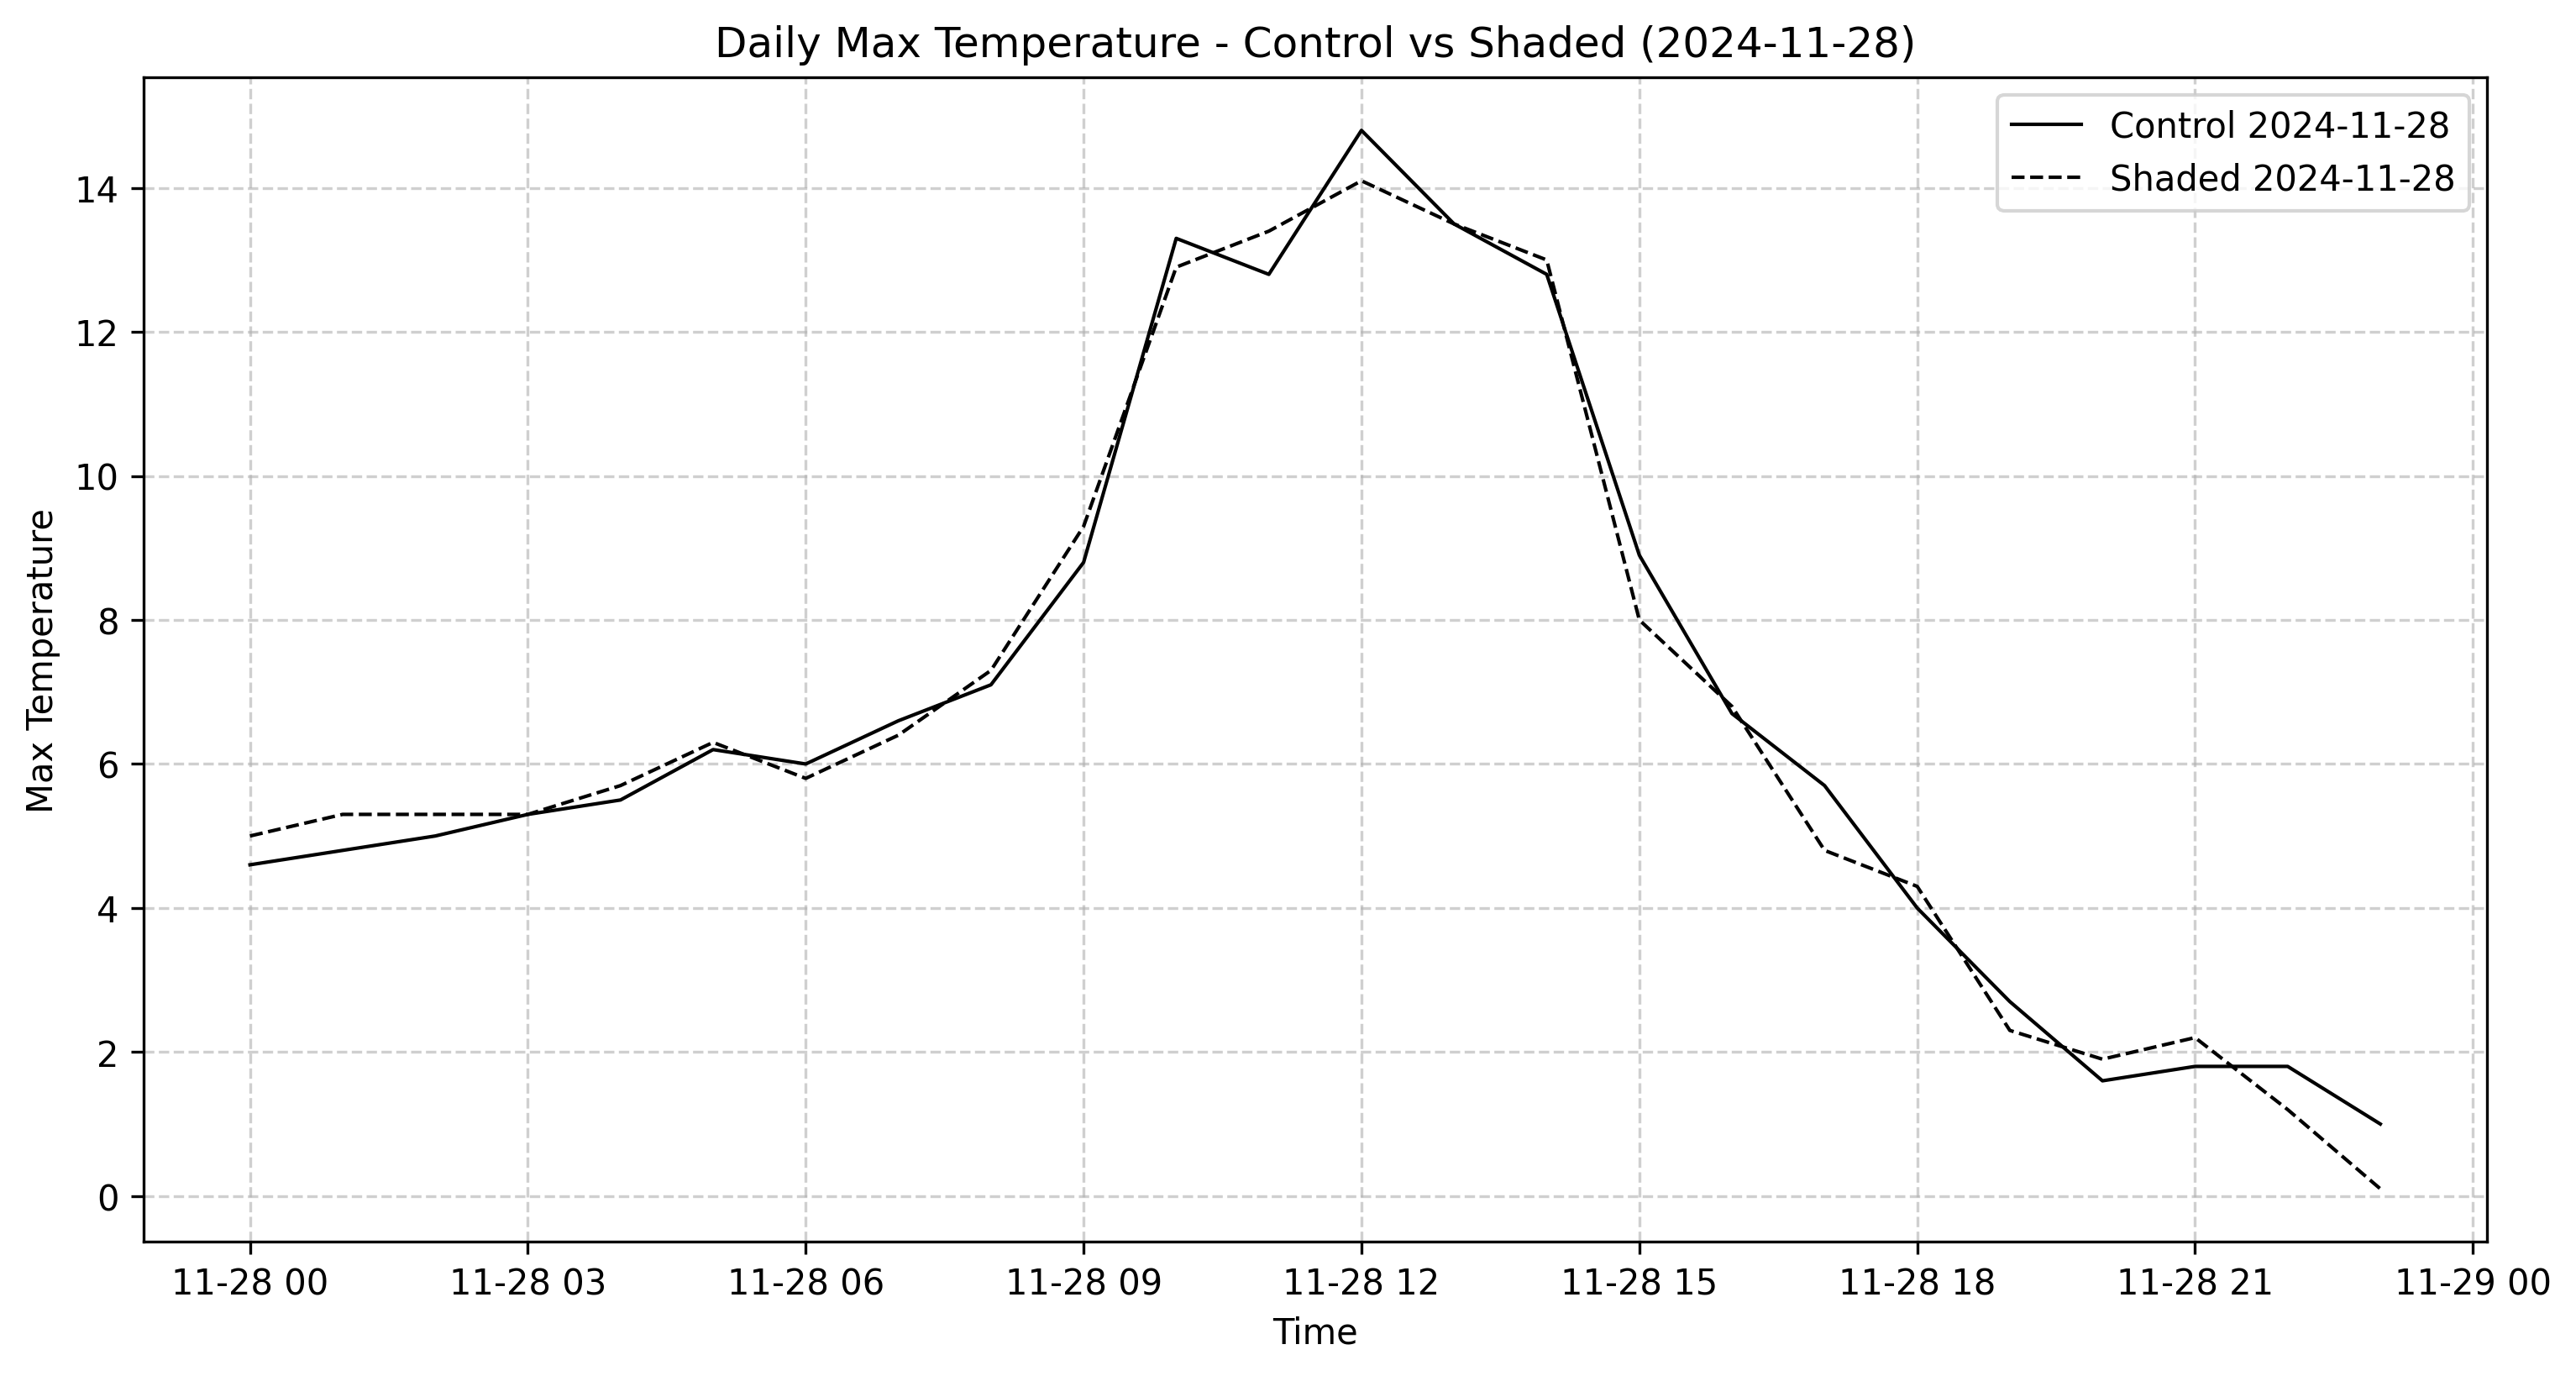 Daily Max Temperature - Control vs Shaded (2024-11-28)
Control 2024-11-28
Shaded 2024-11-28
Max Temperature
14
12
10
8
6
4
2
0
11-28 00 11-28 03 11-28 06 11-28 09 11-28 12 11-28 15 11-28 18 11-28 21 11-29 00
Time